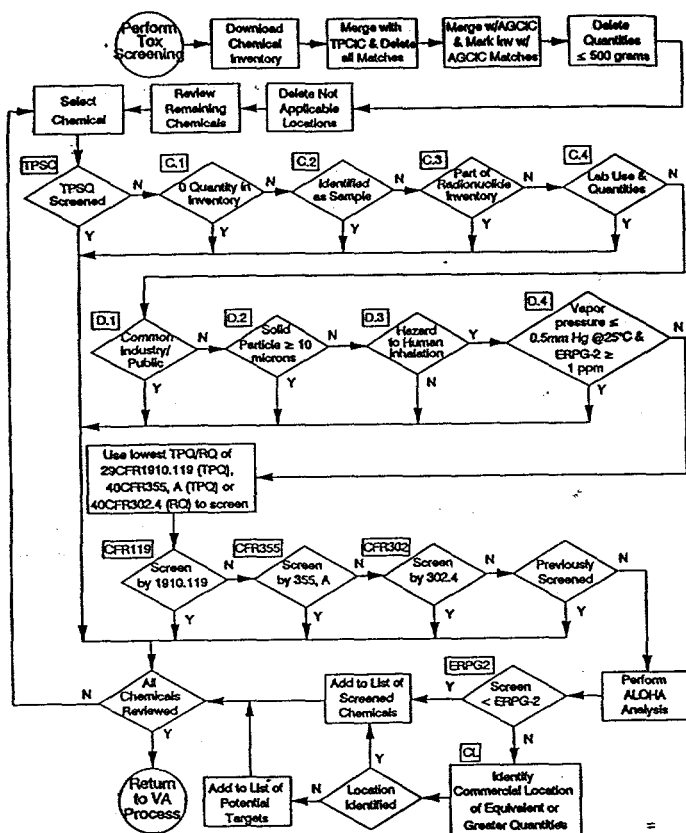 Perform
Tox
Screening
Download
Chemical
Inventory
Merge with
TPCIC & Delete
all Matches
Merge w/AGCIC
& Mark Inv w/
AGCIC Matches
Delete
Quantities
≤ 500 grams
Select
Chemical
Review
Remaining
Chemicals
Delete Not
Applicable
Locations
TPSQ
TPSQ
Screened
N
Y
C.1
0 Quantity in
Inventory
N
Y
C.2
Identified
as Sample
N
Y
C.3
Part of
Radionuclide
Inventory
N
Y
C.4
Lab Use &
Quantities
N
Y
D.1
Common
Industry/
Public
N
Y
D.2
Solid
Particle ≥ 10
microns
N
Y
D.3
Hazard
to Human
Inhalation
Y
N
D.4
Vapor
pressure ≤
0.5mm Hg @25°C &
ERPG-2 ≥
1 ppm
N
Y
Use lowest TPQ/RQ of
29CFR1910.119 (TPQ),
40CFR355, A (TPQ) or
40CFR302.4 (RQ) to screen
CFR119
Screen
by 1910.119
N
Y
CFR355
Screen
by 355, A
N
Y
CFR302
Screen
by 302.4
N
Y
Previously
Screened
N
Y
Perform
ALOHA
Analysis
ERPG2
Screen
< ERPG-2
Y
N
Add to List of
Screened
Chemicals
All
Chemicals
Reviewed
N
Y
CL
Identify
Commercial Location
of Equivalent or
Greater Quantities
Location
Identified
Y
N
Add to List of
Potential
Targets
Return
to VA
Process